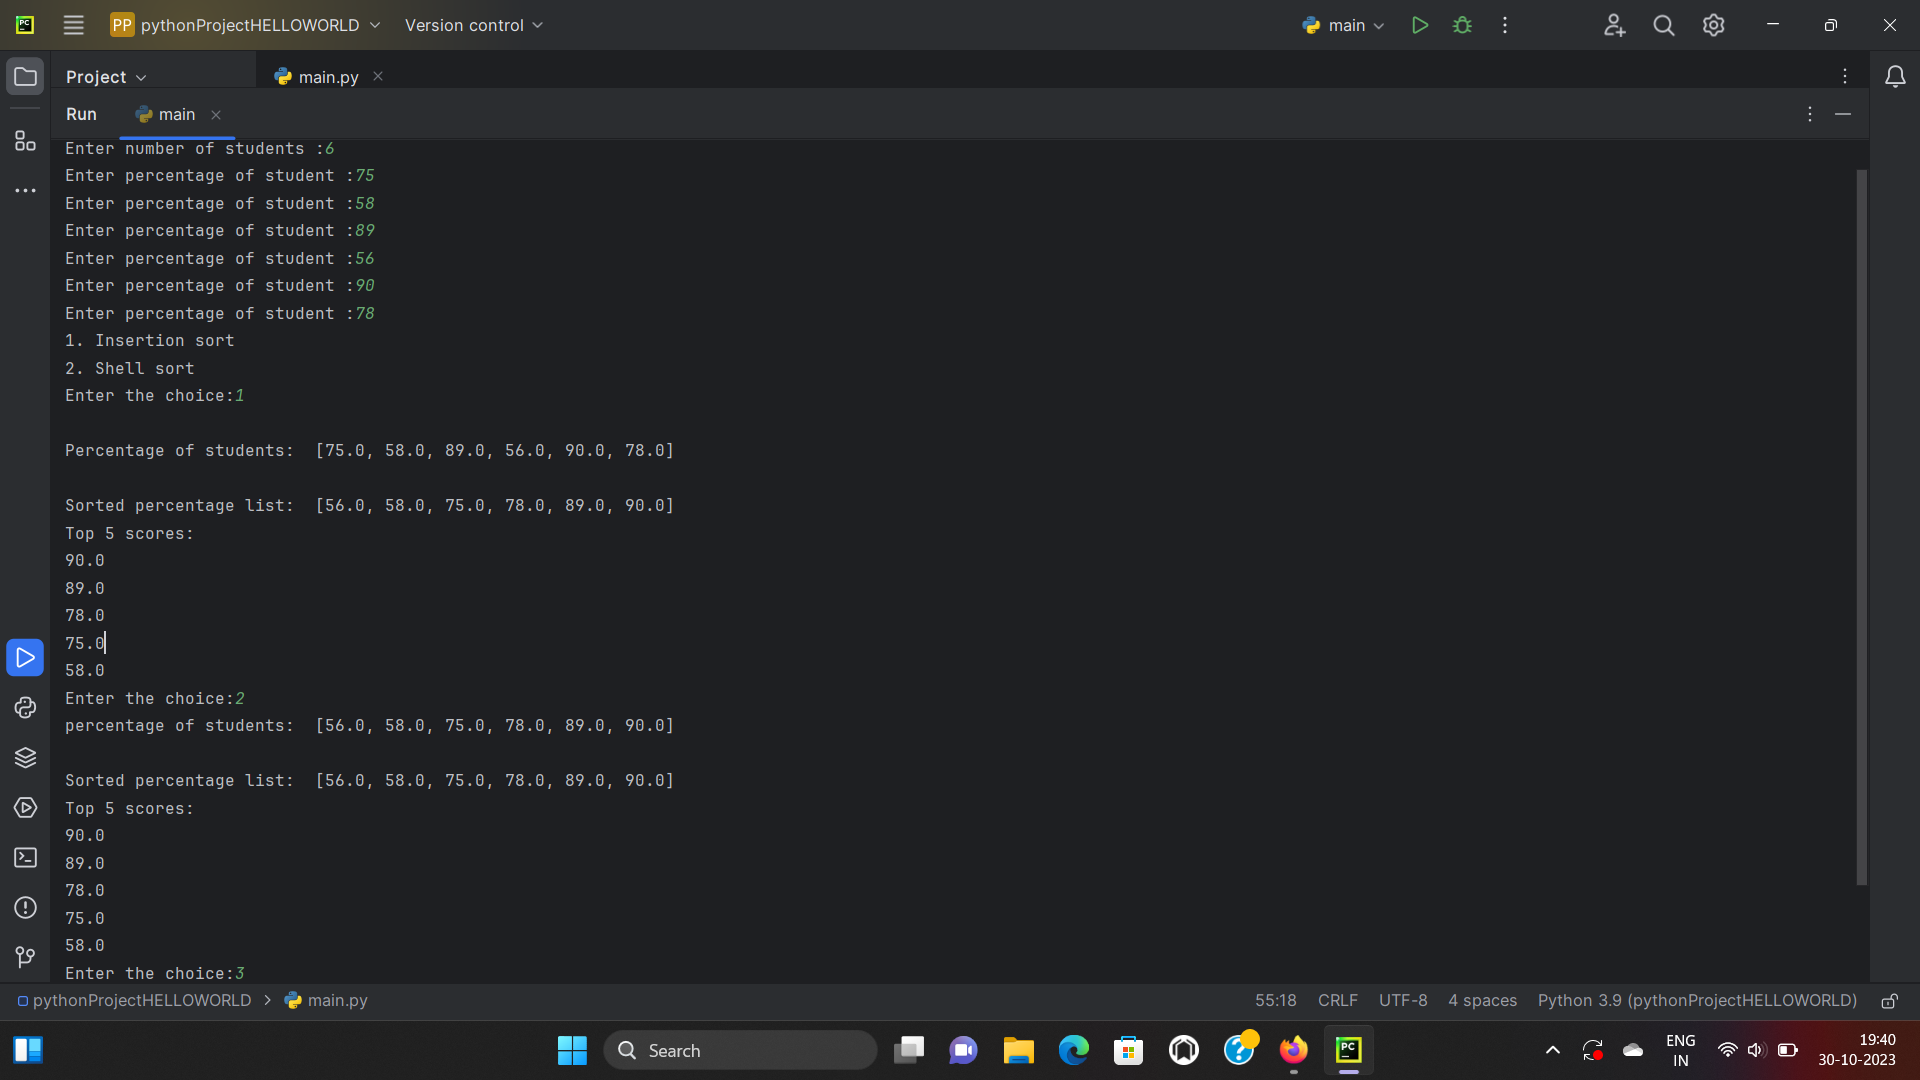 PP pythonProjectHELLOWORLD Version control main
Project main.py
Run main
Enter number of students :6
Enter percentage of student :75
Enter percentage of student :58
Enter percentage of student :89
Enter percentage of student :56
Enter percentage of student :90
Enter percentage of student :78
1. Insertion sort
2. Shell sort
Enter the choice:1
Percentage of students:  [75.0, 58.0, 89.0, 56.0, 90.0, 78.0]
Sorted percentage list:  [56.0, 58.0, 75.0, 78.0, 89.0, 90.0]
Top 5 scores:
90.0
89.0
78.0
75.0
58.0
Enter the choice:2
percentage of students:  [56.0, 58.0, 75.0, 78.0, 89.0, 90.0]
Sorted percentage list:  [56.0, 58.0, 75.0, 78.0, 89.0, 90.0]
Top 5 scores:
90.0
89.0
78.0
75.0
58.0
Enter the choice:3
pythonProjectHELLOWORLD > main.py 55:18 CRLF UTF-8 4 spaces Python 3.9 (pythonProjectHELLOWORLD)
Search
ENG
IN
19:40
30-10-2023